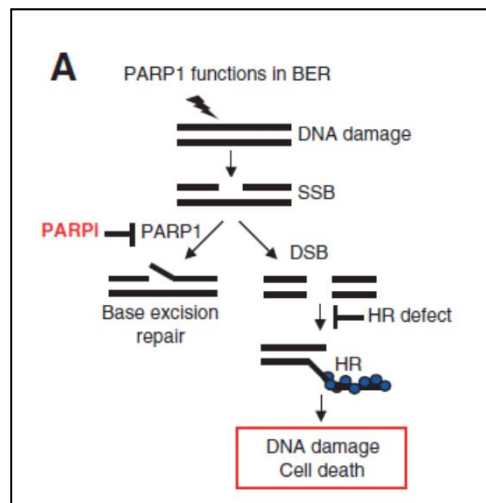 A
PARP1 functions in BER
DNA damage
SSB
PARPi PARP1
DSB
Base excision
repair
HR defect
HR
DNA damage
Cell death